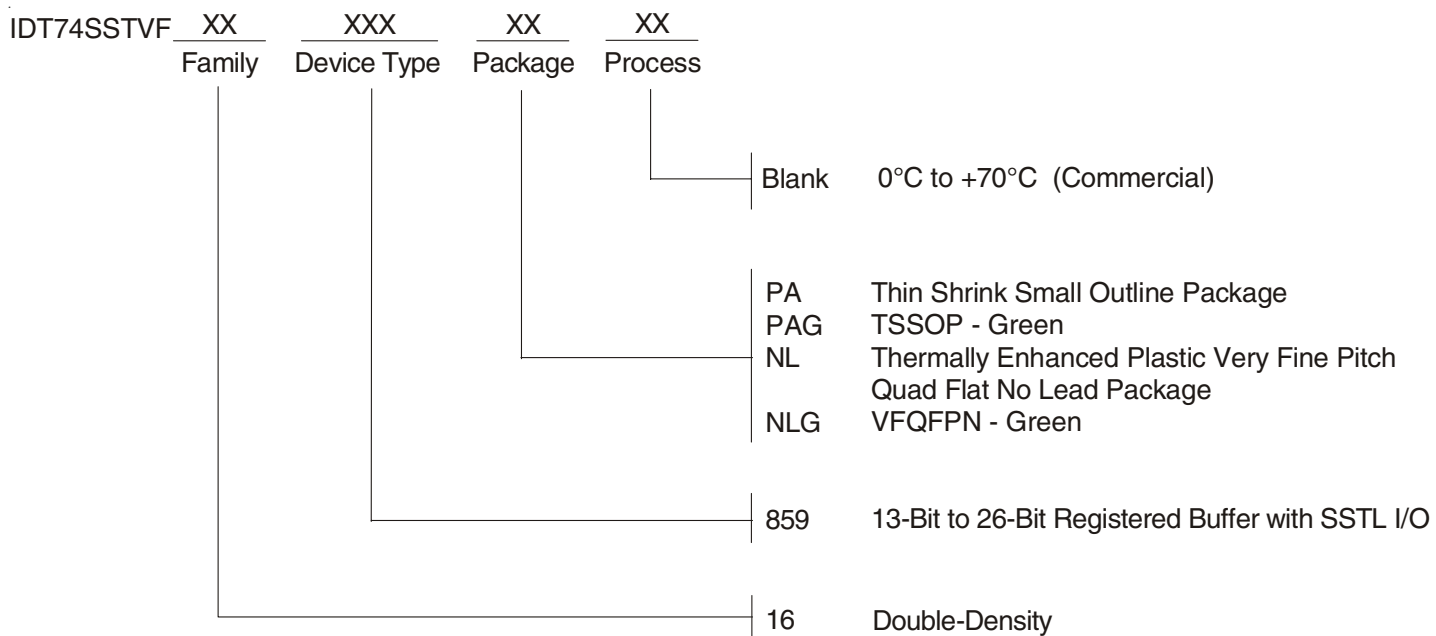 IDT74SSTVF XX XXX XX XX
Family Device Type Package Process
Blank 0°C to +70°C (Commercial)
PA Thin Shrink Small Outline Package
PAG TSSOP - Green
NL Thermally Enhanced Plastic Very Fine Pitch
Quad Flat No Lead Package
NLG VFQFPN - Green
859 13-Bit to 26-Bit Registered Buffer with SSTL I/O
16 Double-Density